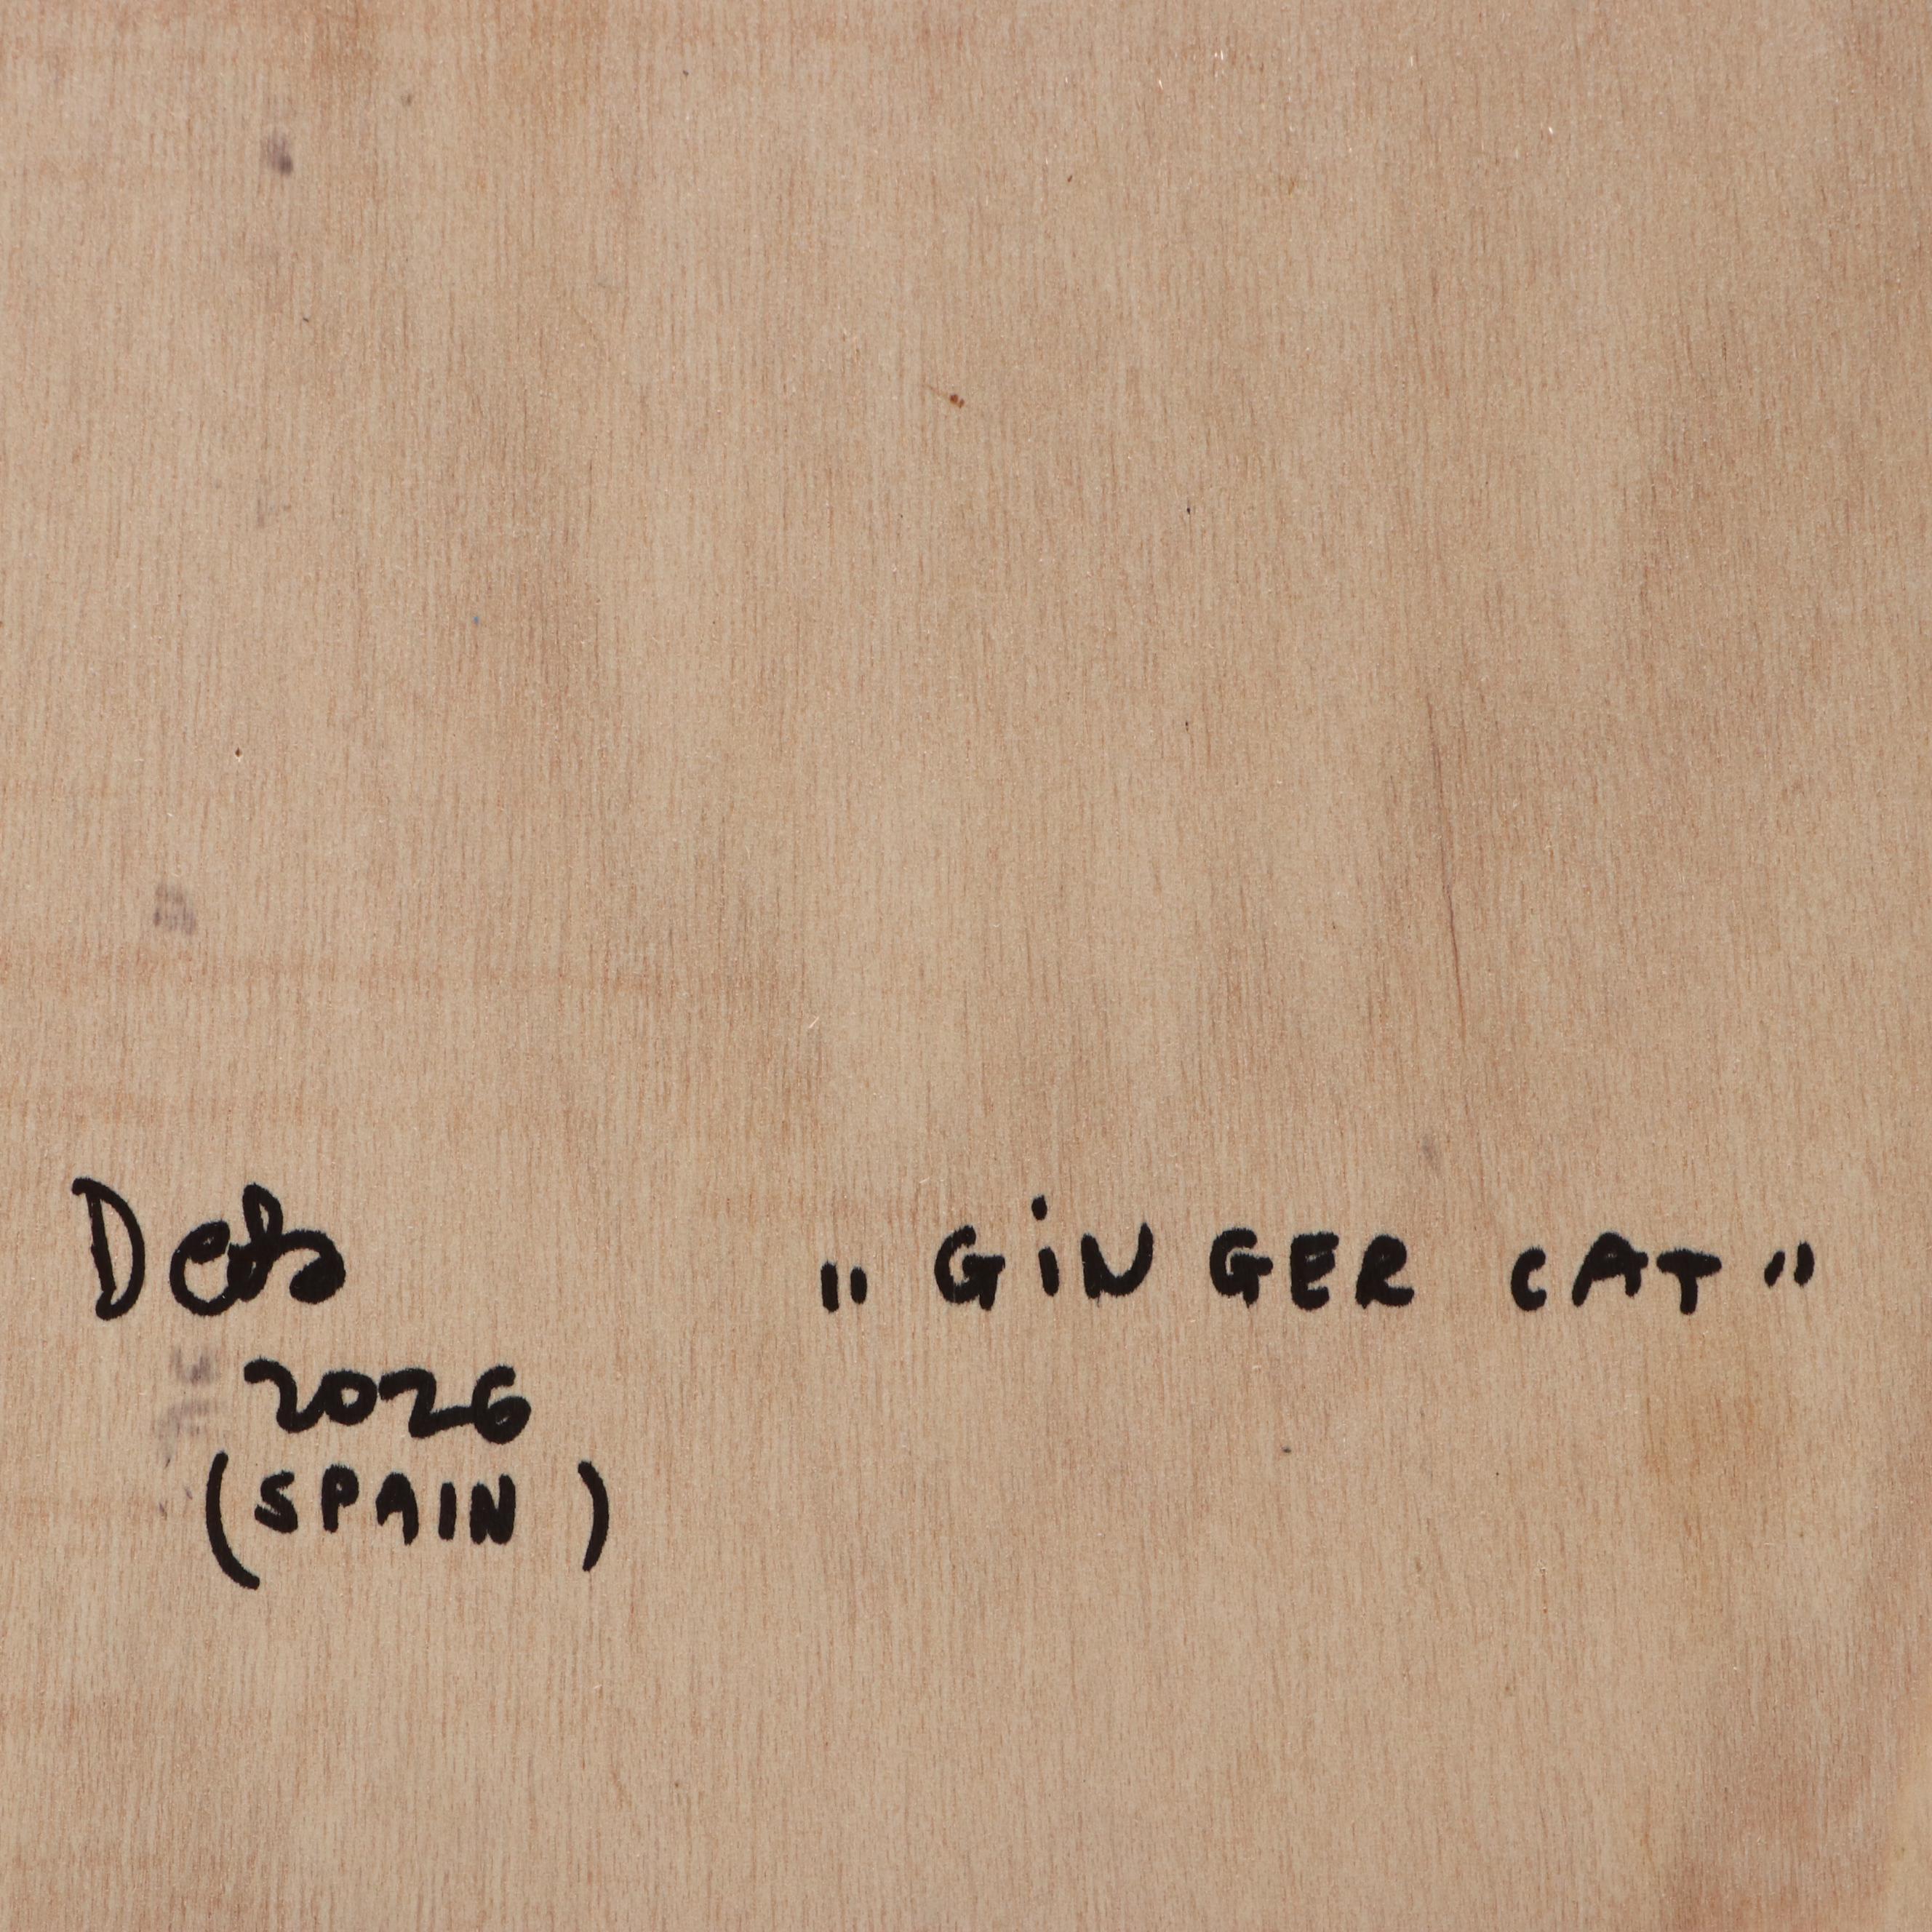 Deb
"GiNGER CAT"
2026
(SPAIN)